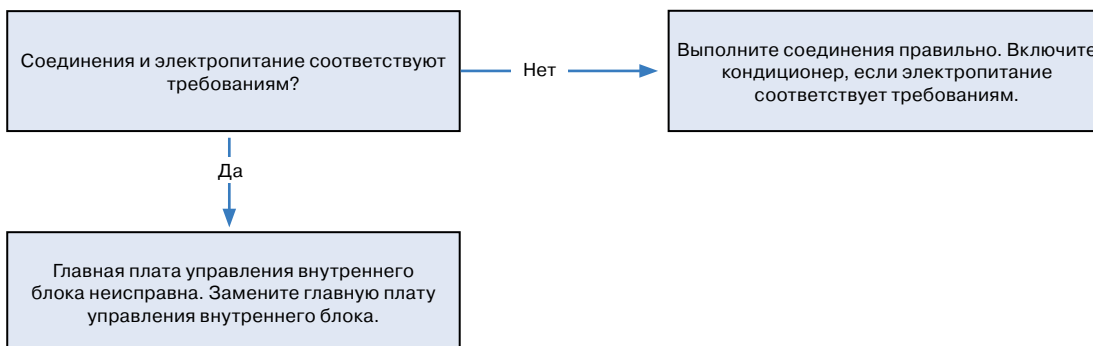 Соединения и электропитание соответствуют
требованиям?
Нет
Выполните соединения правильно. Включите
кондиционер, если электропитание
соответствует требованиям.
Да
Главная плата управления внутреннего
блока неисправна. Замените главную плату
управления внутреннего блока.